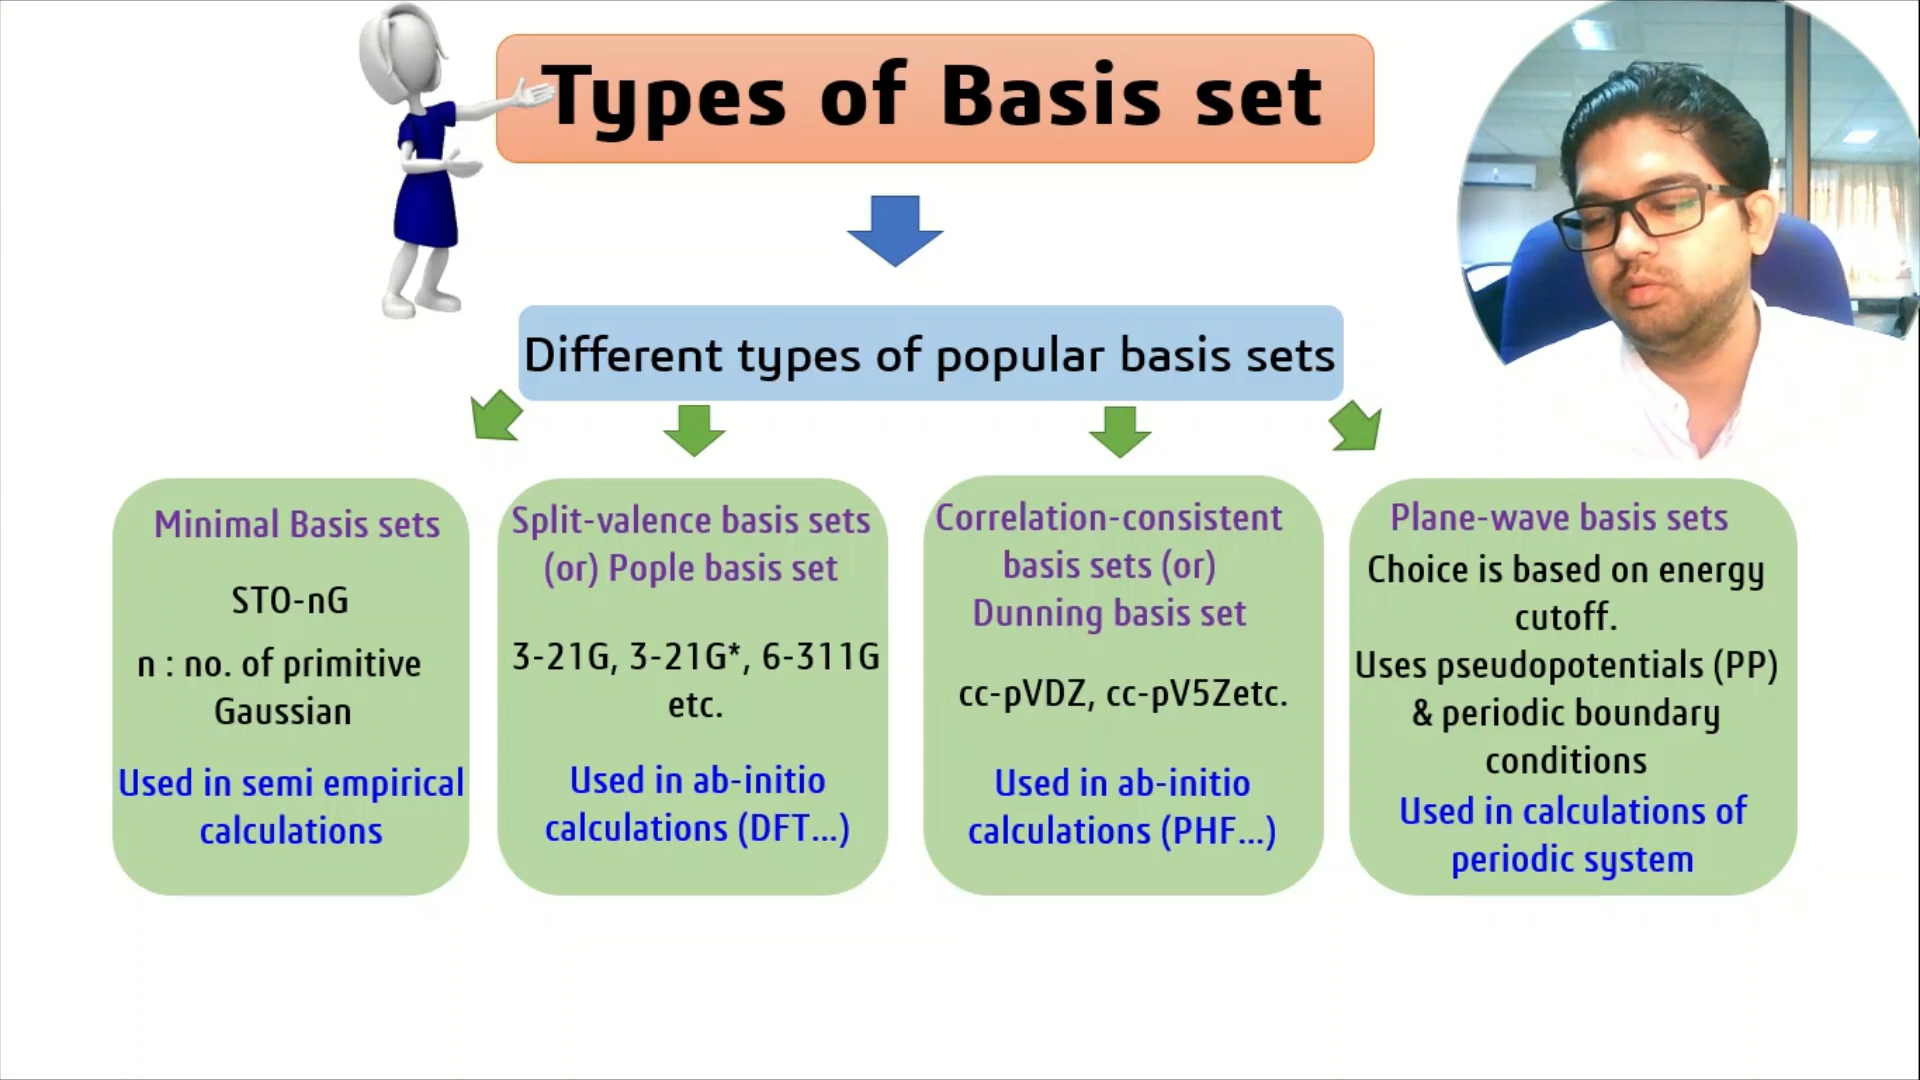 Types of Basis set
Different types of popular basis sets
Minimal Basis sets
STO-nG
n : no. of primitive
Gaussian
Used in semi empirical
calculations
Split-valence basis sets
(or) Pople basis set
3-21G, 3-21G*, 6-311G
etc.
Used in ab-initio
calculations (DFT...)
Correlation-consistent
basis sets (or)
Dunning basis set
cc-pVDZ, cc-pV5Zetc.
Used in ab-initio
calculations (PHF...)
Plane-wave basis sets
Choice is based on energy
cutoff.
Uses pseudopotentials (PP)
& periodic boundary
conditions
Used in calculations of
periodic system